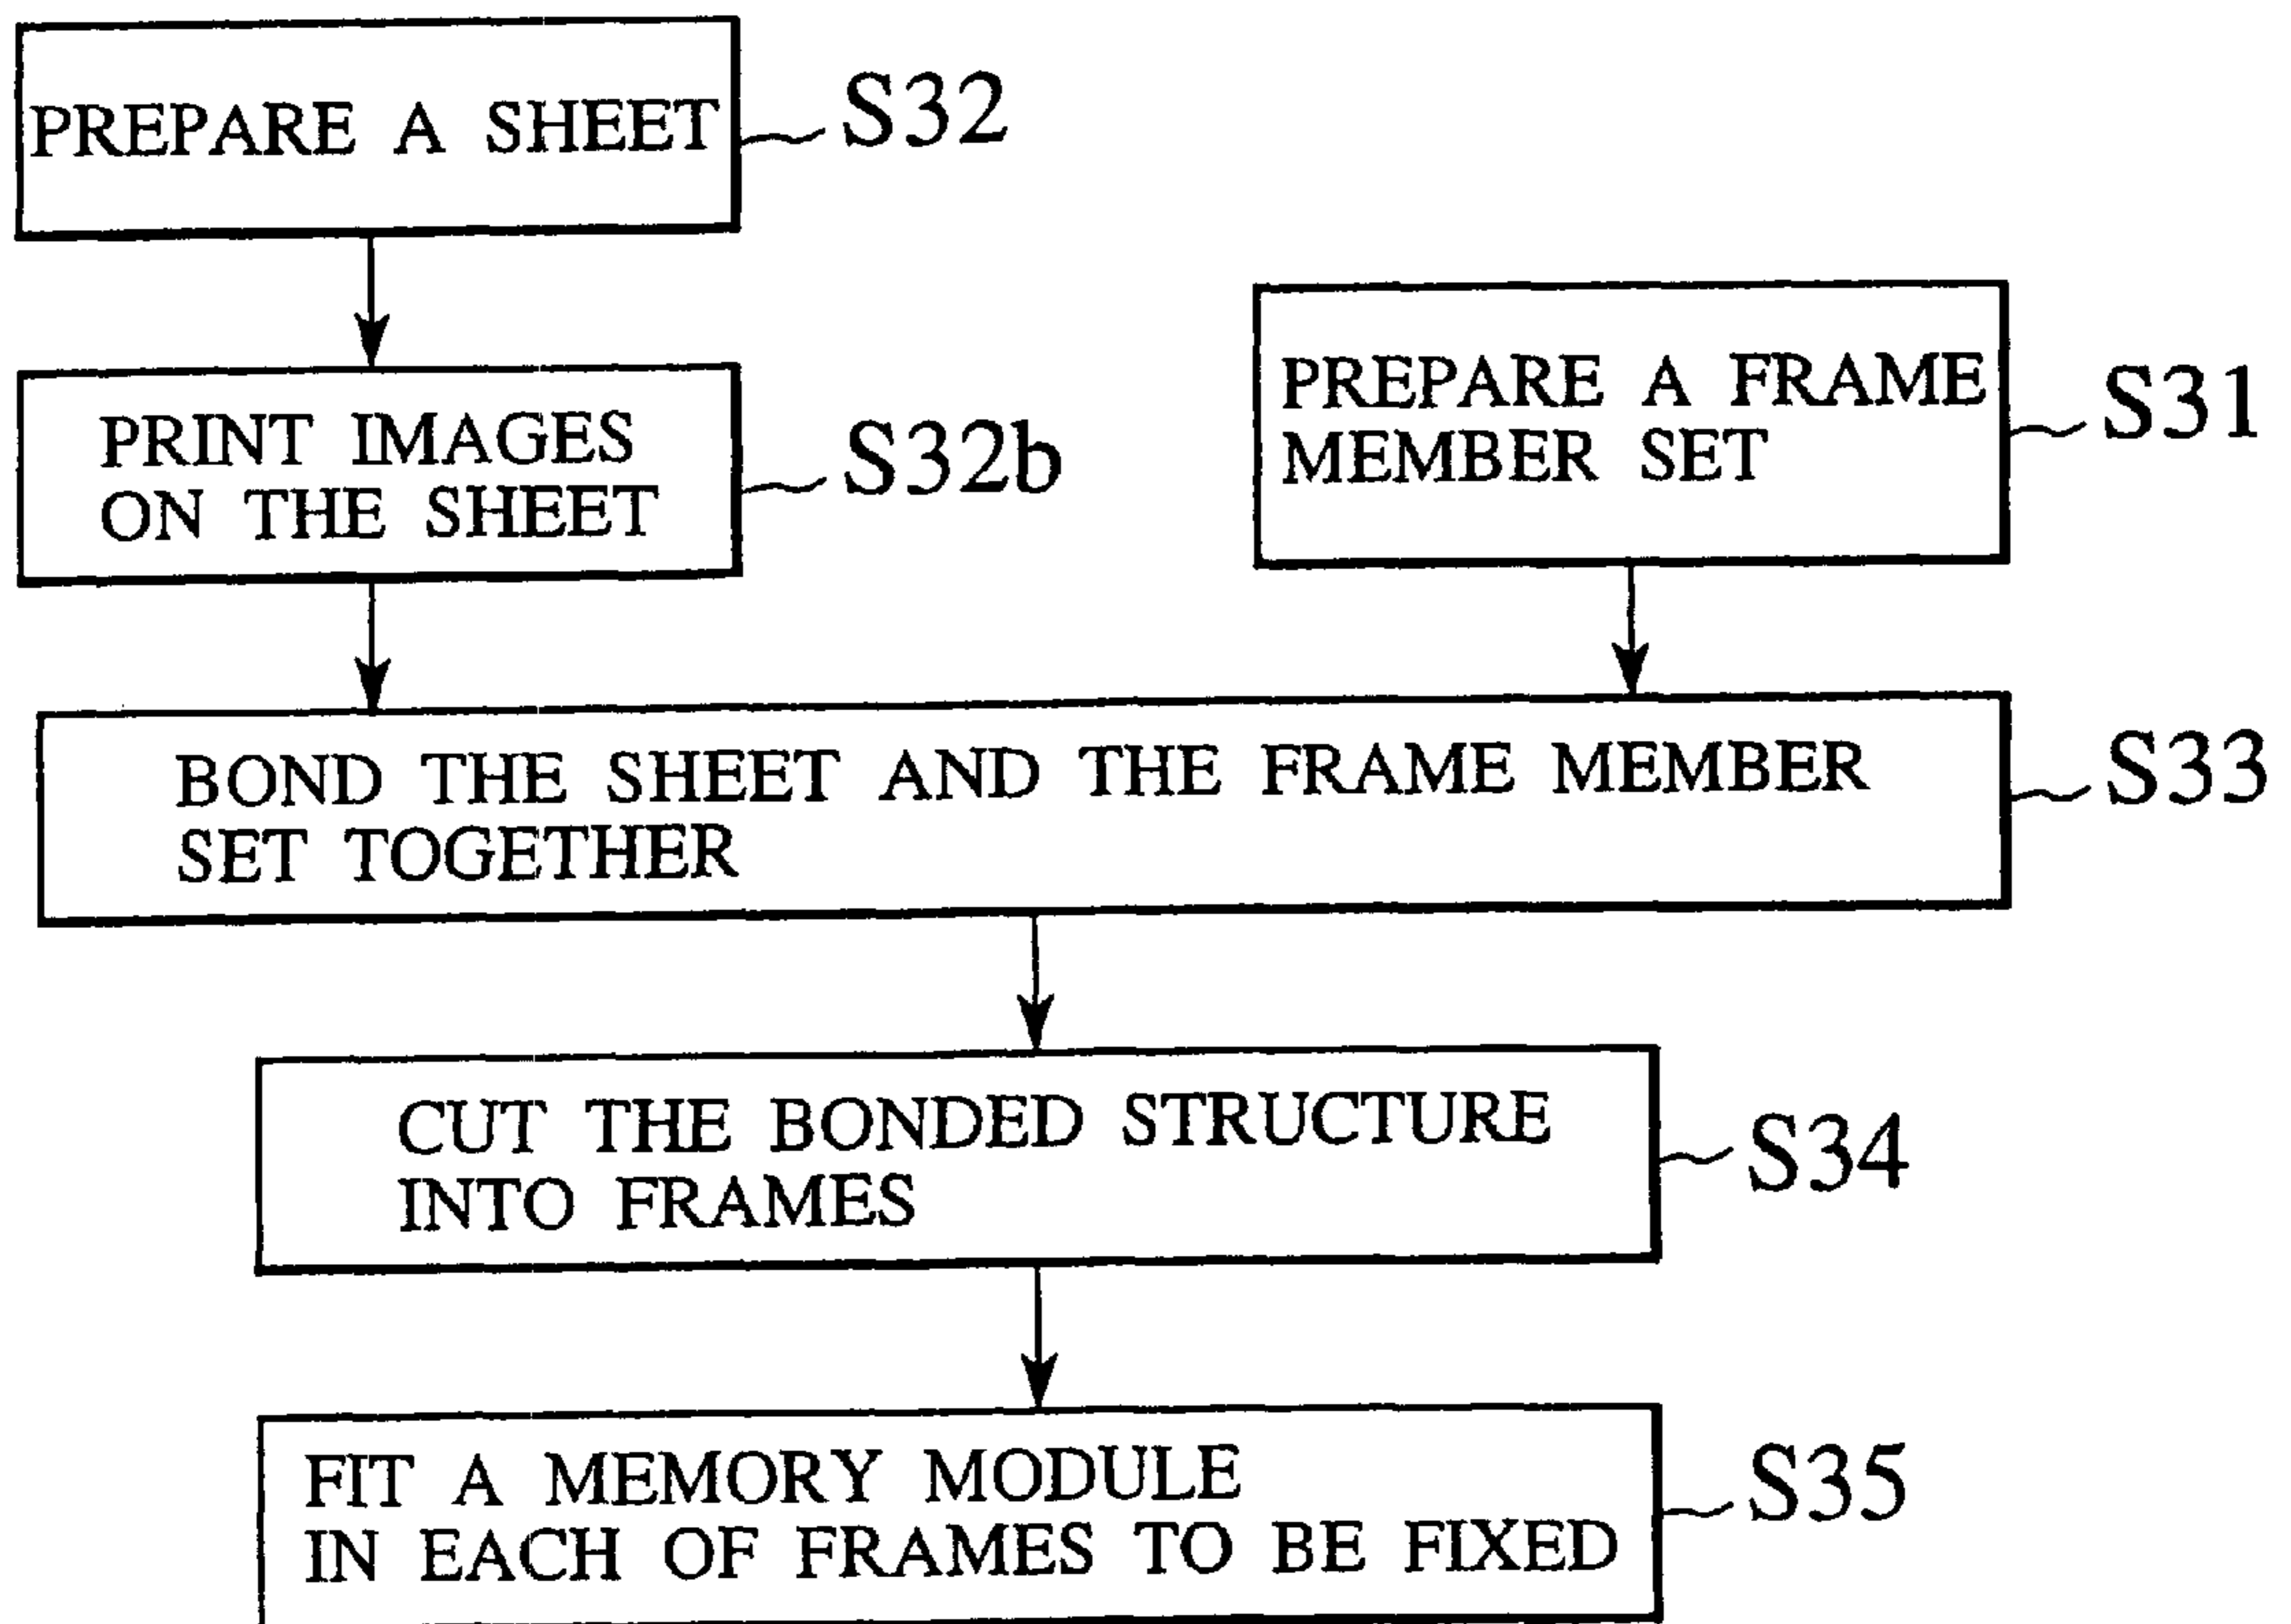 PREPARE A SHEET
S32
PRINT IMAGES
ON THE SHEET
S32b
PREPARE A FRAME
MEMBER SET
S31
BOND THE SHEET AND THE FRAME MEMBER
SET TOGETHER
S33
CUT THE BONDED STRUCTURE
INTO FRAMES
S34
FIT A MEMORY MODULE
IN EACH OF FRAMES TO BE FIXED
S35